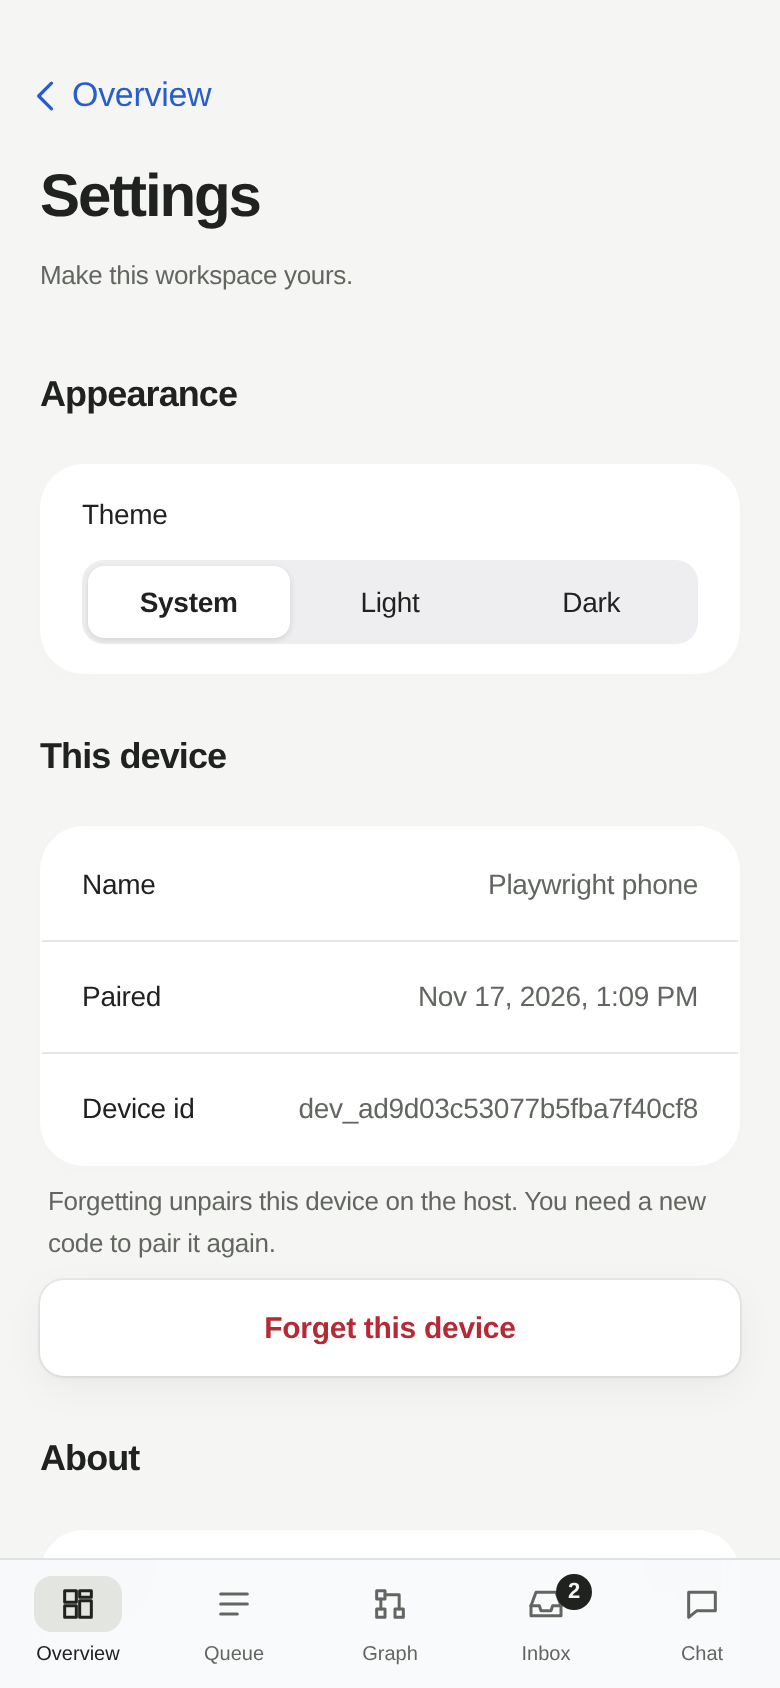 Overview
Settings
Make this workspace yours.
Appearance
Theme
System Light Dark
This device
Name Playwright phone
Paired Nov 17, 2026, 1:09 PM
Device id dev_ad9d03c53077b5fba7f40cf8
Forgetting unpairs this device on the host. You need a new
code to pair it again.
Forget this device
About
2
Overview Queue Graph Inbox Chat